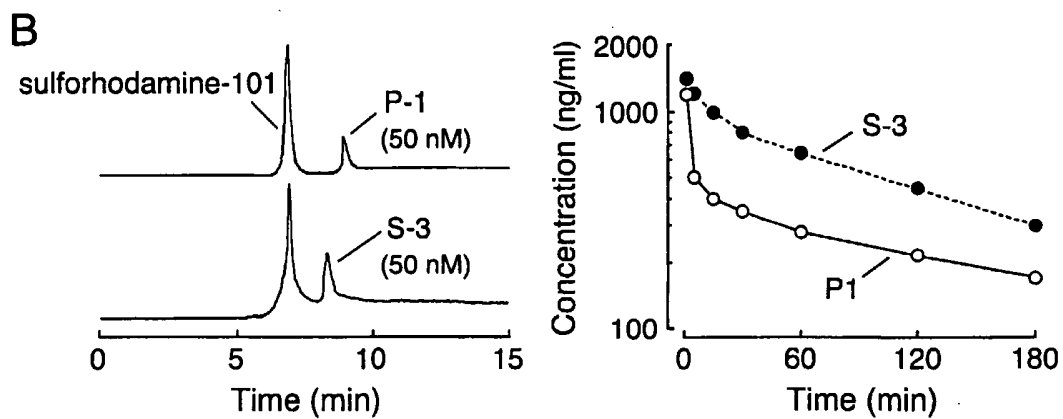 B
sulforhodamine-101
P-1
(50 nM)
S-3
(50 nM)
0 5 10 15
Time (min)
Concentration (ng/ml)
2000
1000
100
S-3
P1
0 60 120 180
Time (min)